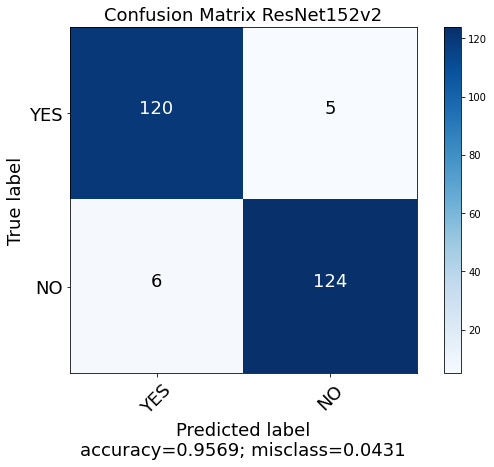 Confusion Matrix ResNet152v2
True label
YES
120
5
NO
6
124
YES
NO
Predicted label
accuracy=0.9569; misclass=0.0431
120
100
80
60
40
20